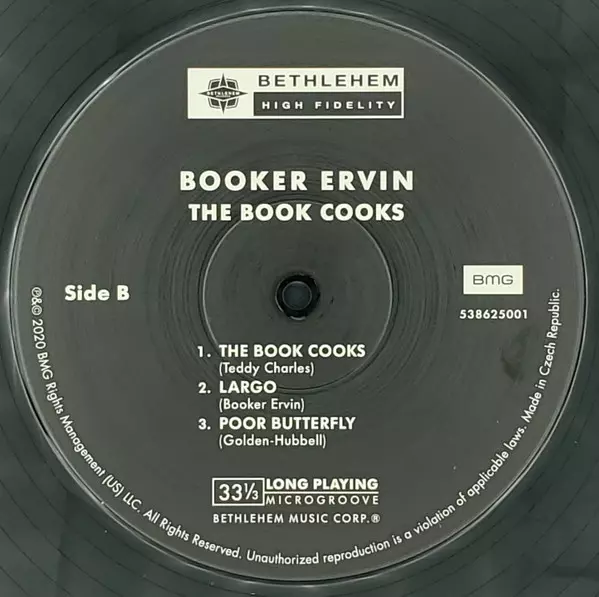 BETHLEHEM
BETHLEHEM
HIGH FIDELITY
BOOKER ERVIN
THE BOOK COOKS
Side B
BMG
538625001
1. THE BOOK COOKS
(Teddy Charles)
2. LARGO
(Booker Ervin)
3. POOR BUTTERFLY
(Golden-Hubbell)
33⅓ LONG PLAYING
MICROGROOVE
BETHLEHEM MUSIC CORP.®
℗&© 2020 BMG Rights Management (US) LLC. All Rights Reserved. Unauthorized reproduction is a violation of applicable laws. Made in Czech Republic.